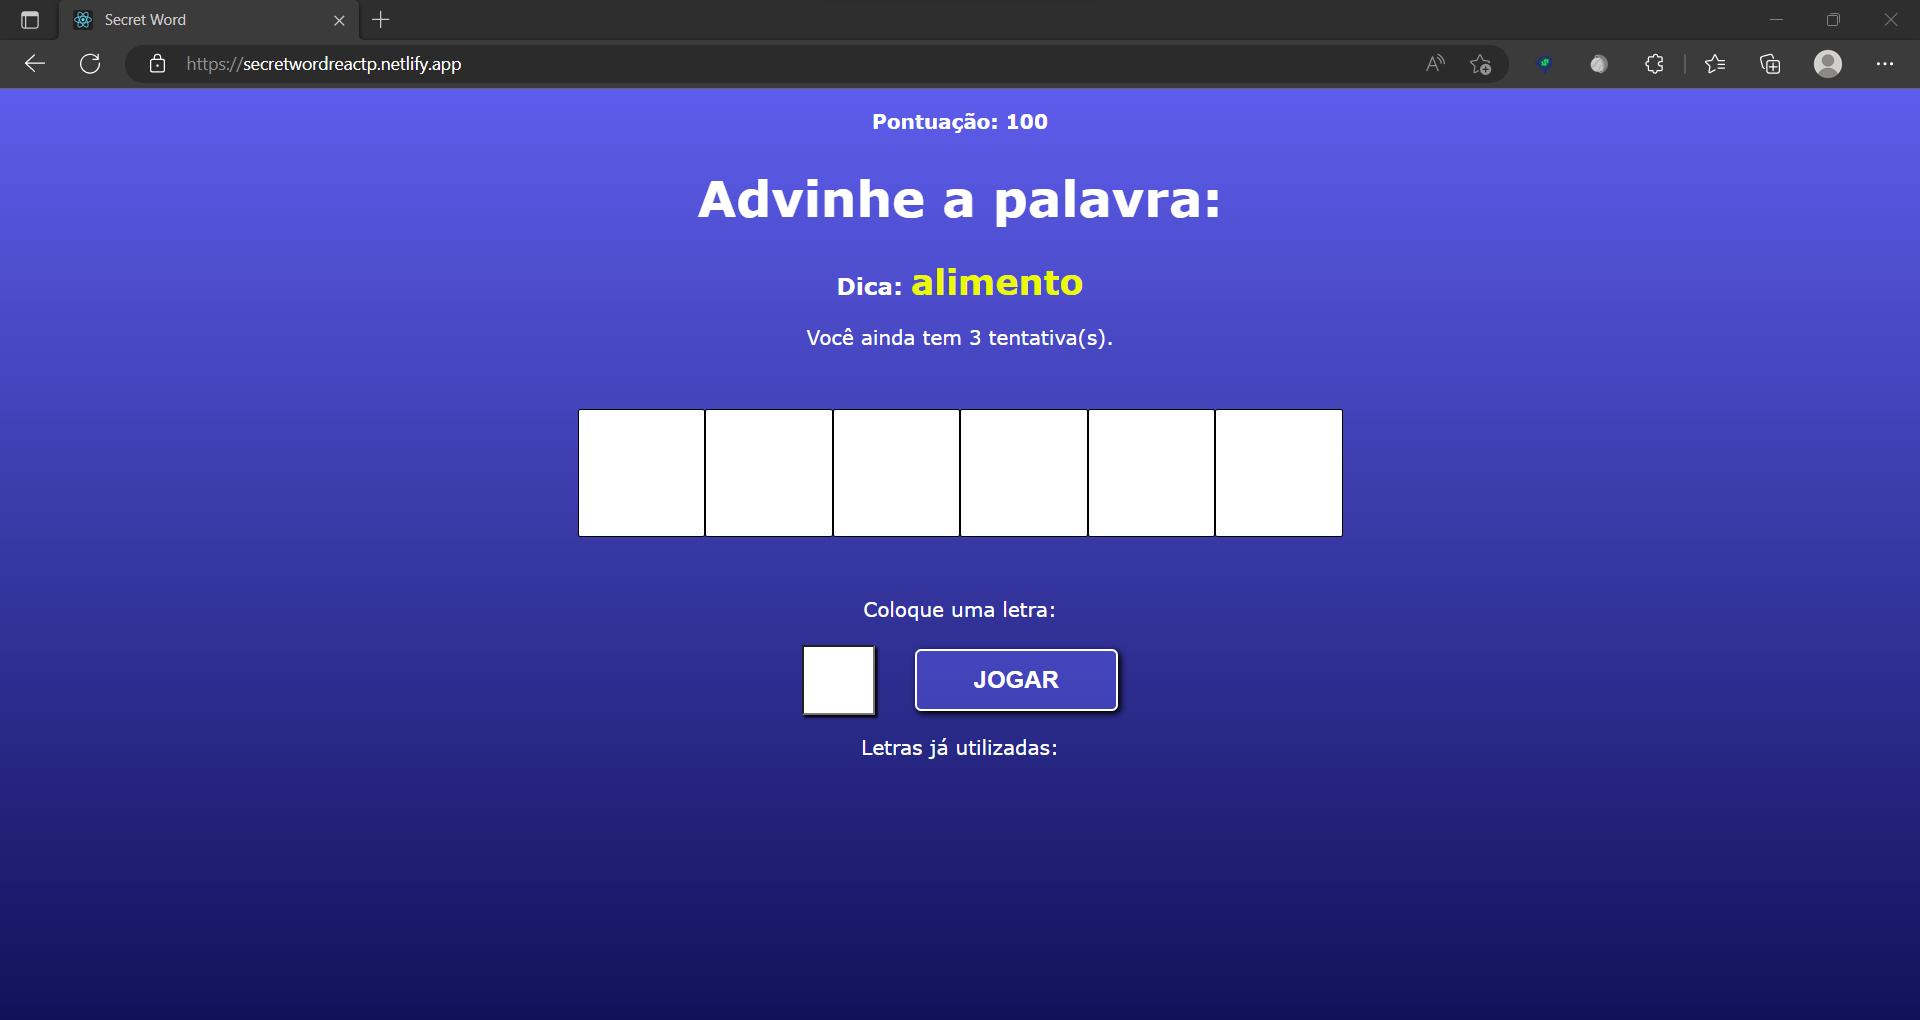 Secret Word
https://secretwordreactp.netlify.app
Pontuação: 100
Advinhe a palavra:
Dica: alimento
Você ainda tem 3 tentativa(s).
Coloque uma letra:
JOGAR
Letras já utilizadas: